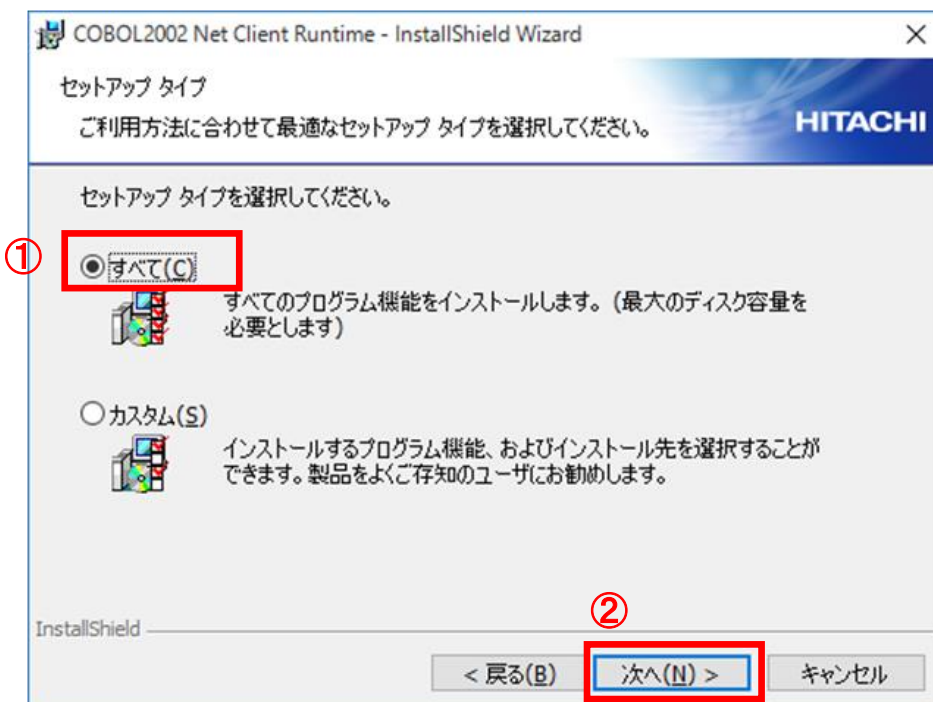 COBOL2002 Net Client Runtime - InstallShield Wizard
セットアップ タイプ
ご利用方法に合わせて最適なセットアップ タイプを選択してください。
HITACHI
セットアップ タイプを選択してください。
①
すべて(C)
すべてのプログラム機能をインストールします。(最大のディスク容量を
必要とします)
カスタム(S)
インストールするプログラム機能、およびインストール先を選択することが
できます。製品をよくご存知のユーザにお勧めします。
②
InstallShield
< 戻る(B) 次へ(N) > キャンセル